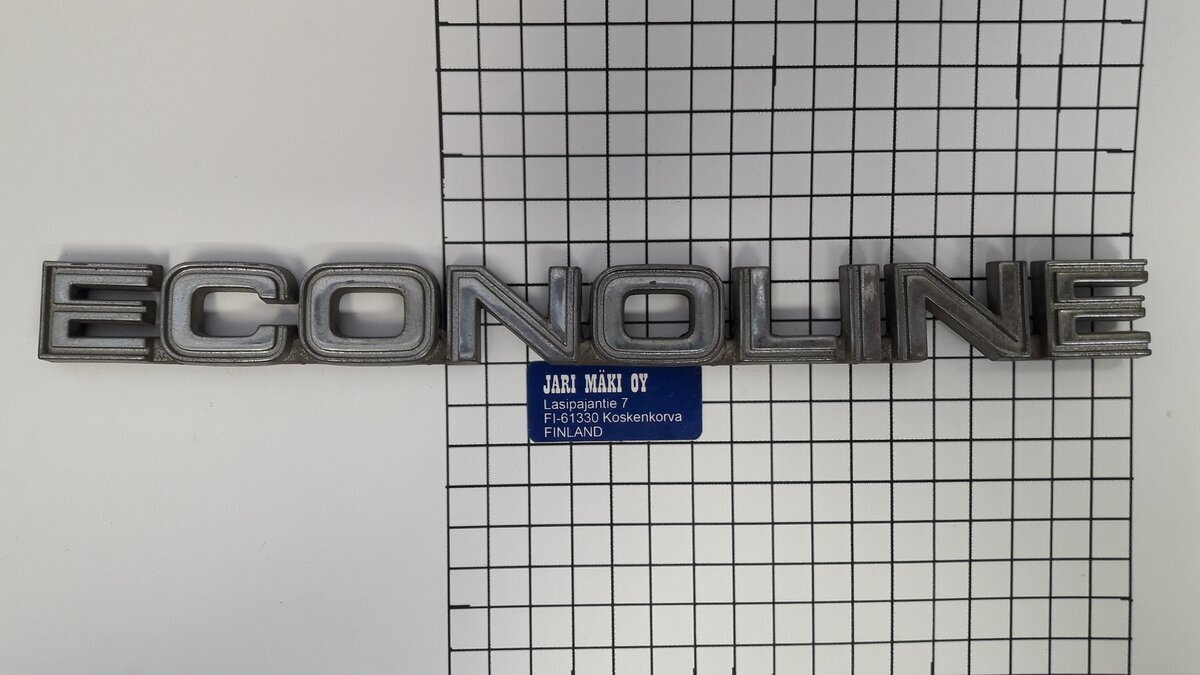 ECONOLINE
JARI MÄKI OY
Lasipajantie 7
FI-61330 Koskenkorva
FINLAND